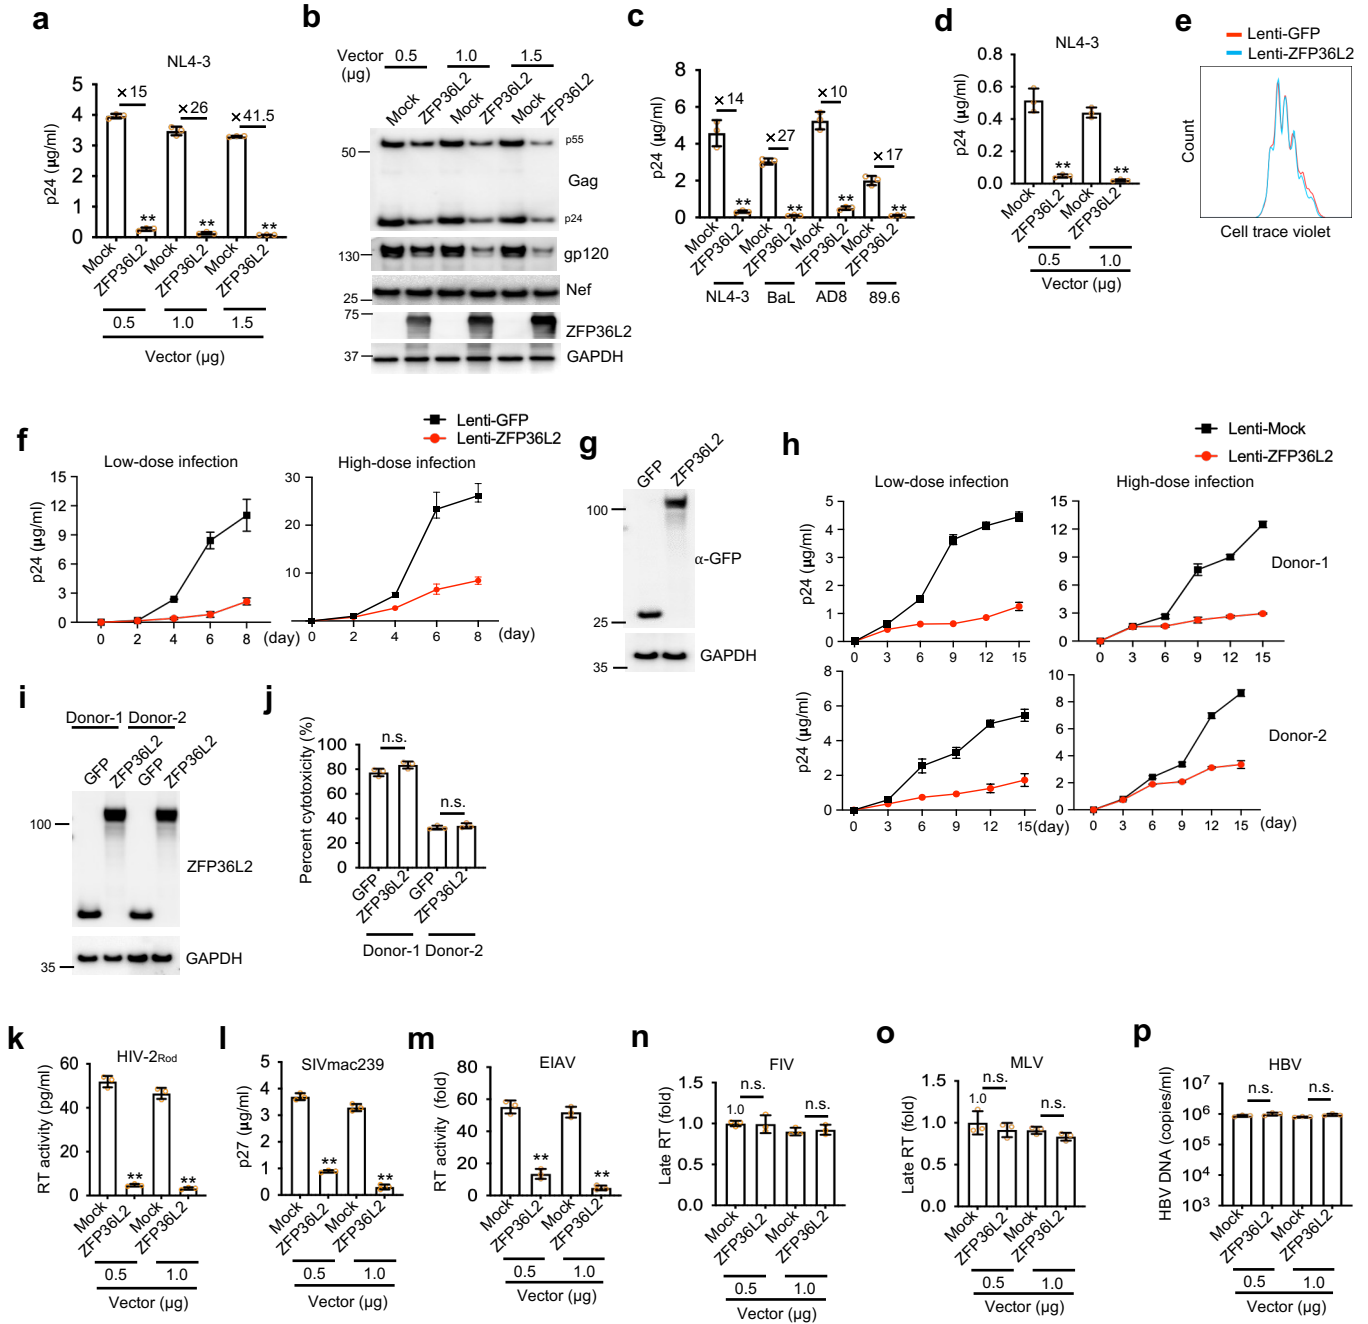 a
NL4-3
p24 (µg/ml)
5
4
3
2
1
0
×15
×26
×41.5
**
**
**
Mock
ZFP36L2
Mock
ZFP36L2
Mock
ZFP36L2
0.5
1.0
1.5
Vector (µg)
b
Vector
(µg)
0.5
1.0
1.5
Mock
ZFP36L2
Mock
ZFP36L2
Mock
ZFP36L2
50
p55
Gag
p24
130
gp120
Nef
25
75
ZFP36L2
37
GAPDH
c
p24 (µg/ml)
8
6
4
2
0
×14
×27
×10
×17
**
**
**
**
Mock
ZFP36L2
Mock
ZFP36L2
Mock
ZFP36L2
Mock
ZFP36L2
NL4-3
BaL
AD8
89.6
d
NL4-3
p24 (µg/ml)
0.8
0.6
0.4
0.2
0.0
**
**
Mock
ZFP36L2
Mock
ZFP36L2
0.5
1.0
Vector (µg)
e
Lenti-GFP
Lenti-ZFP36L2
Count
Cell trace violet
f
Lenti-GFP
Lenti-ZFP36L2
Low-dose infection
p24 (µg/ml)
15
12
9
6
3
0
0 2 4 6 8 (day)
High-dose infection
30
20
10
0
0 2 4 6 8 (day)
g
GFP
ZFP36L2
100
α-GFP
25
GAPDH
35
h
Lenti-Mock
Lenti-ZFP36L2
Low-dose infection
High-dose infection
p24 (µg/ml)
5
4
3
2
1
0
0 3 6 9 12 15
15
12
9
6
3
0
0 3 6 9 12 15
Donor-1
p24 (µg/ml)
8
6
4
2
0
0 3 6 9 12 15(day)
10
8
6
4
2
0
0 3 6 9 12 15 (day)
Donor-2
i
Donor-1 Donor-2
GFP
ZFP36L2
GFP
ZFP36L2
100
ZFP36L2
GAPDH
35
j
Percent cytotoxicity (%)
100
80
60
40
20
0
n.s.
n.s.
GFP
ZFP36L2
GFP
ZFP36L2
Donor-1 Donor-2
k
HIV-2Rod
RT activity (pg/ml)
60
40
20
0
**
**
Mock
ZFP36L2
Mock
ZFP36L2
0.5
1.0
Vector (µg)
l
SIVmac239
p27 (µg/ml)
5
4
3
2
1
0
**
**
Mock
ZFP36L2
Mock
ZFP36L2
0.5
1.0
Vector (µg)
m
EIAV
RT activity (fold)
80
60
40
20
0
**
**
Mock
ZFP36L2
Mock
ZFP36L2
0.5
1.0
Vector (µg)
n
FIV
Late RT (fold)
1.5
1.0
0.5
0.0
1.0
n.s.
n.s.
Mock
ZFP36L2
Mock
ZFP36L2
0.5
1.0
Vector (µg)
o
MLV
Late RT (fold)
1.5
1.0
0.5
0.0
1.0
n.s.
n.s.
Mock
ZFP36L2
Mock
ZFP36L2
0.5
1.0
Vector (µg)
p
HBV
HBV DNA (copies/ml)
10⁷
10⁶
10⁵
10⁴
10³
n.s.
n.s.
Mock
ZFP36L2
Mock
ZFP36L2
0.5
1.0
Vector (µg)